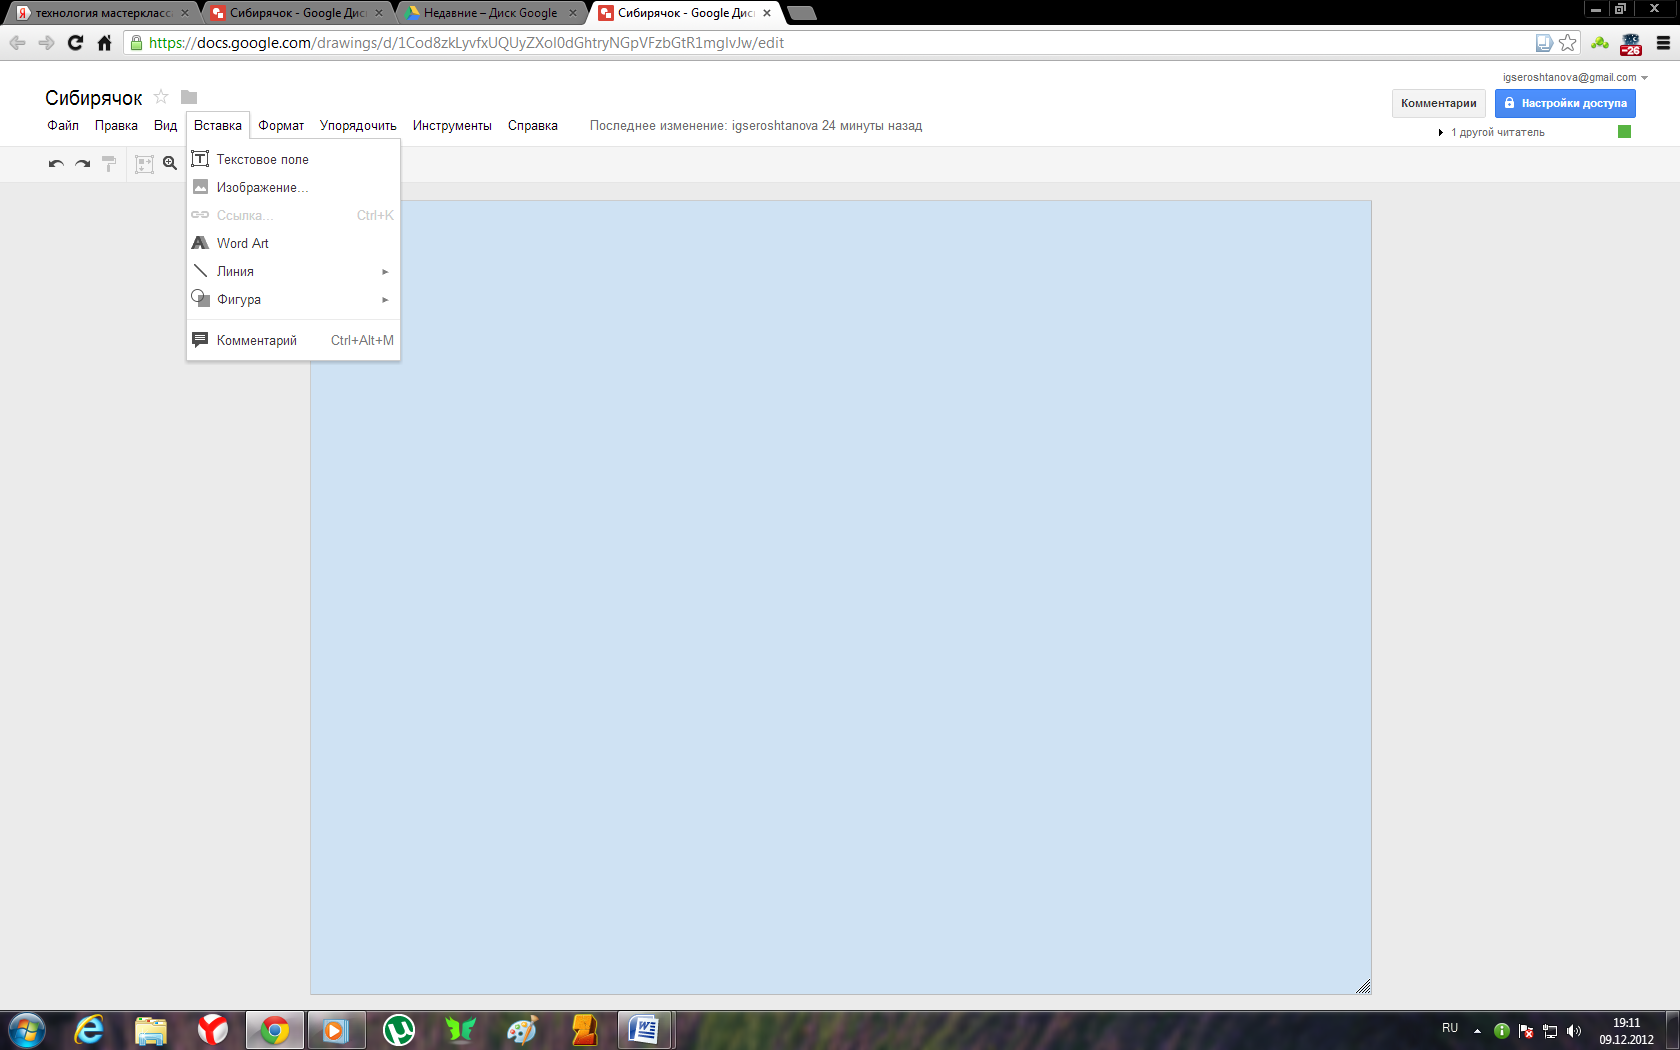 технология мастеркласс
Сибирячок - Google Дис
Недавние – Диск Google
Сибирячок - Google Дис
https://docs.google.com/drawings/d/1Cod8zkLyvfxUQUyZXoI0dGhtryNGpVFzbGtR1mglvJw/edit
-26
igseroshtanova@gmail.com
Сибирячок
Комментарии
Настройки доступа
Файл Правка Вид Вставка Формат Упорядочить Инструменты Справка Последнее изменение: igseroshtanova 24 минуты назад
1 другой читатель
Текстовое поле
Изображение...
Ссылка... Ctrl+K
Word Art
Линия
Фигура
Комментарий Ctrl+Alt+M
RU
19:11
09.12.2012